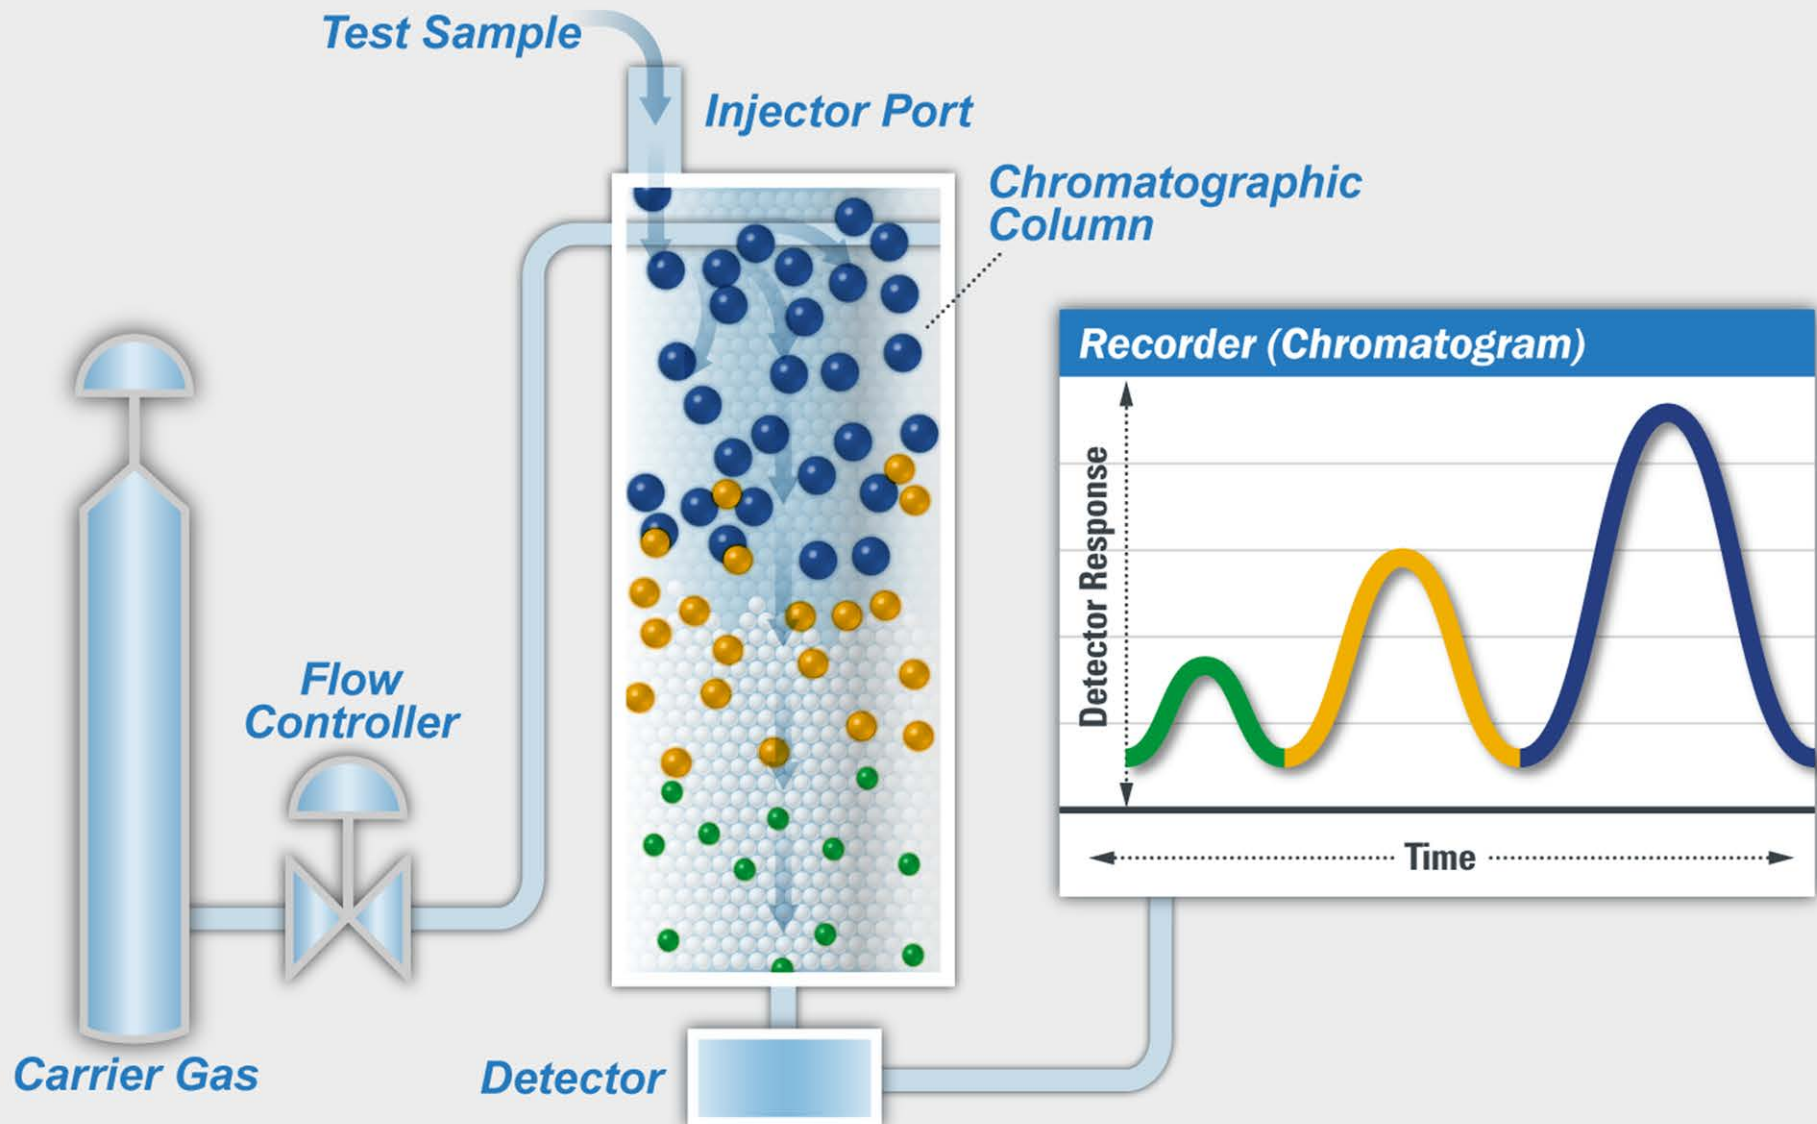 Test Sample
Injector Port
Chromatographic
Column
Recorder (Chromatogram)
Detector Response
Time
Flow
Controller
Carrier Gas
Detector